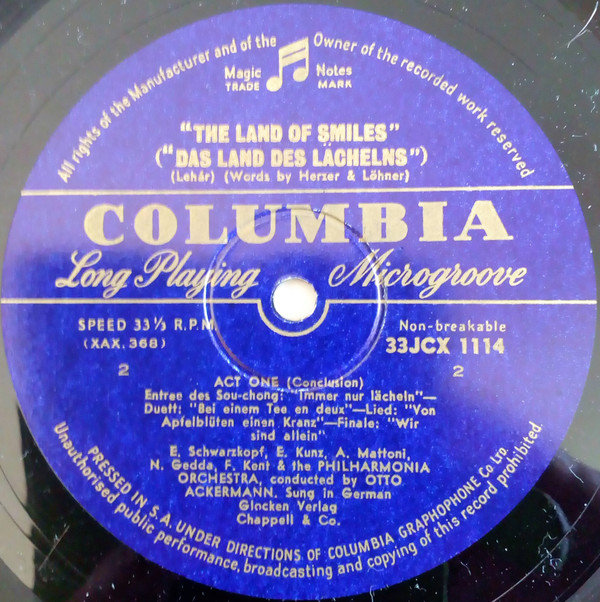 All rights of the Manufacturer and of the Owner of the recorded work reserved
Magic Notes
TRADE MARK
"THE LAND OF SMILES"
("DAS LAND DES LÄCHELNS")
(Lehár) (Words by Herzer & Löhner)
COLUMBIA
Long Playing Microgroove
SPEED 33⅓ R.P.M. Non-breakable
(XAX.368) 33JCX 1114
2 2
ACT ONE (Conclusion)
Entree des Sou-chong: "Immer nur lächeln"—
Duett: "Bei einem Tee en deux"—Lied: "Von
Apfelblüten einen Kranz"—Finale: "Wir
sind allein"
E. Schwarzkopf, E. Kunz, A. Mattoni,
N. Gedda, F. Kent & the PHILHARMONIA
ORCHESTRA, conducted by OTTO
ACKERMANN. Sung in German
Glocken Verlag
Chappell & Co.
PRESSED IN S.A. UNDER DIRECTIONS OF COLUMBIA GRAPHOPHONE Co Ltd.
Unauthorised public performance, broadcasting and copying of this record prohibited